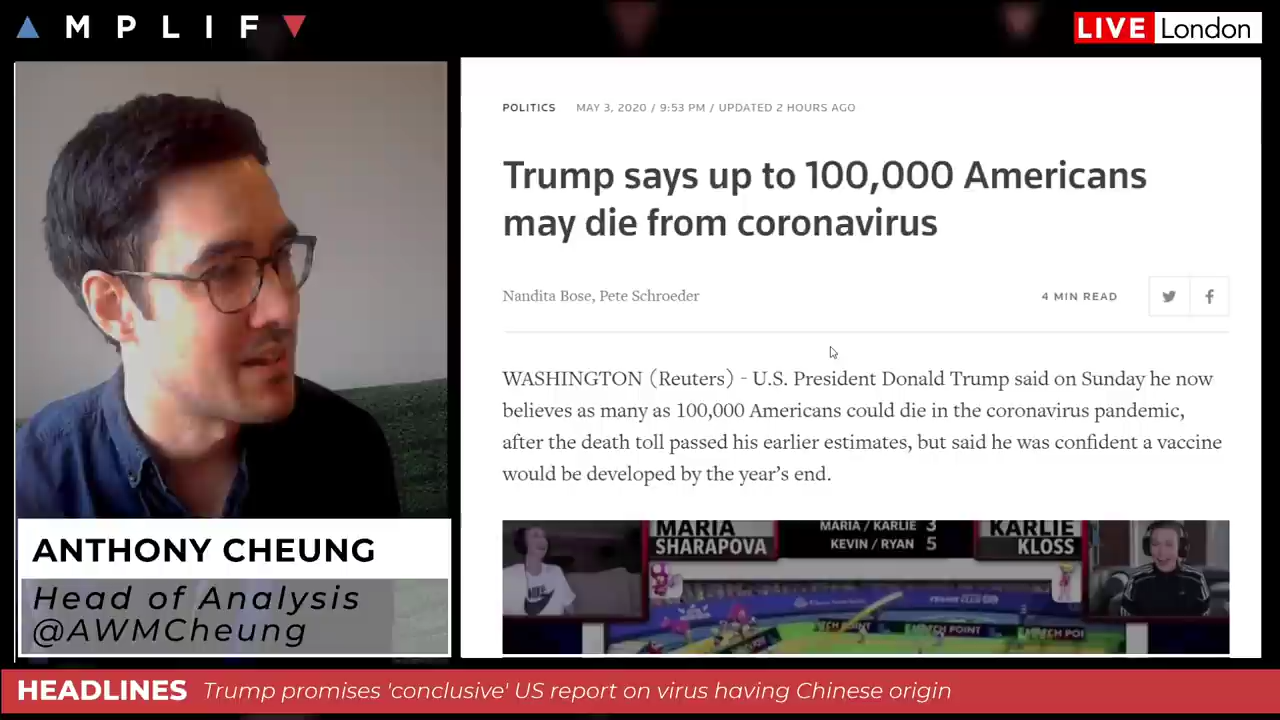 MPLIF
LIVE London
POLITICS MAY 3, 2020 / 9:53 PM / UPDATED 2 HOURS AGO
Trump says up to 100,000 Americans
may die from coronavirus
Nandita Bose, Pete Schroeder
4 MIN READ
WASHINGTON (Reuters) - U.S. President Donald Trump said on Sunday he now
believes as many as 100,000 Americans could die in the coronavirus pandemic,
after the death toll passed his earlier estimates, but said he was confident a vaccine
would be developed by the year's end.
MARIA
SHARAPOVA
MARIA / KARLIE 3
KEVIN / RYAN 5
KARLIE
KLOSS
MATCH POINT
ANTHONY CHEUNG
Head of Analysis
@AWMCheung
HEADLINES Trump promises 'conclusive' US report on virus having Chinese origin